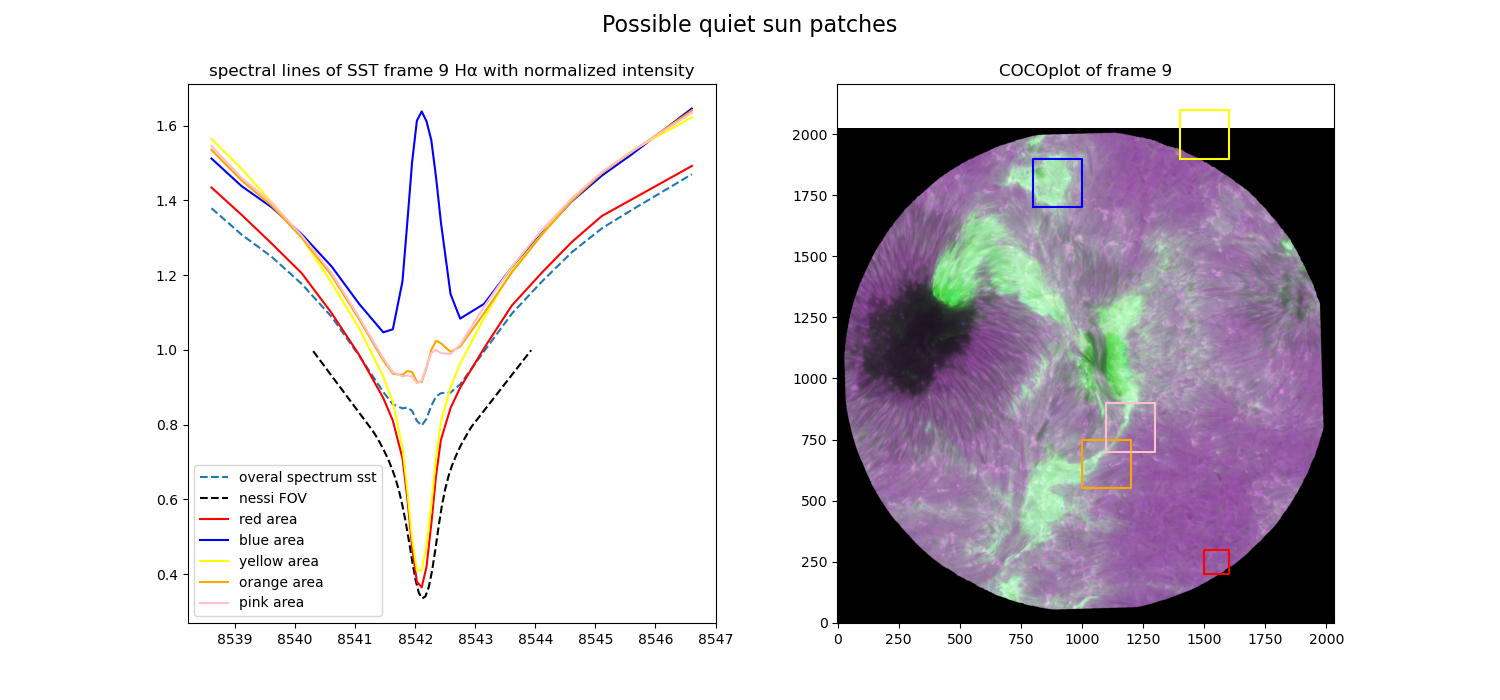 Possible quiet sun patches
spectral lines of SST frame 9 Hα with normalized intensity
1.6
1.4
1.2
1.0
0.8
0.6
0.4
overal spectrum sst
nessi FOV
red area
blue area
yellow area
orange area
pink area
8539 8540 8541 8542 8543 8544 8545 8546 8547
COCOplot of frame 9
2000
1750
1500
1250
1000
750
500
250
0
0 250 500 750 1000 1250 1500 1750 2000